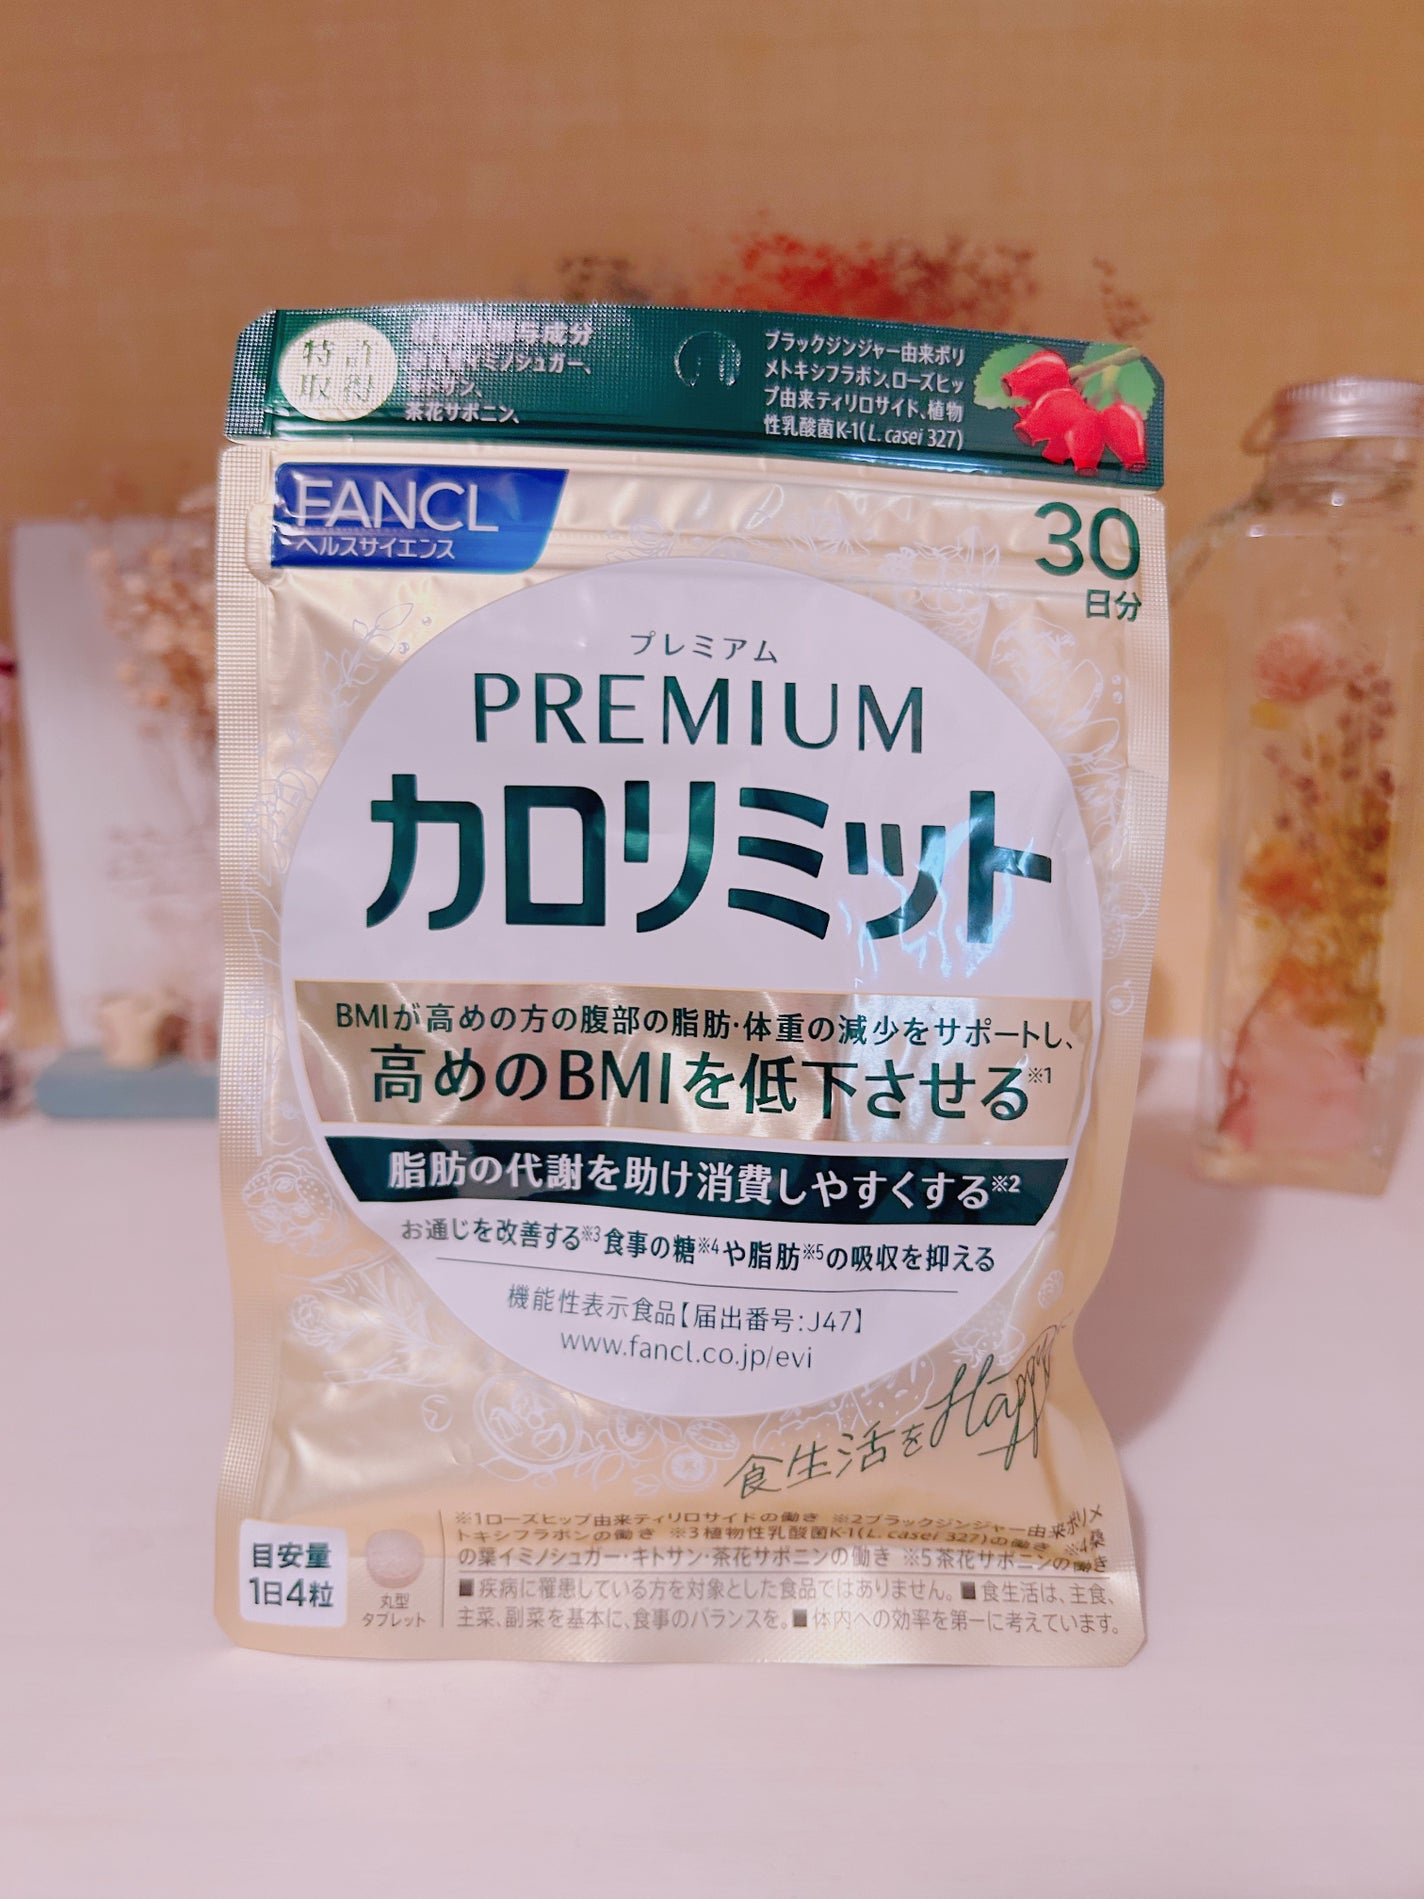 特許
取得
成分
イミノシュガー、
茶花サポニン、
ブラックジンジャー由来ポリ
メトキシフラボン、ローズヒッ
プ由来ティリロサイド、植物
性乳酸菌K-1(L. casei 327)
FANCL
ヘルスサイエンス
30
日分
プレミアム
PREMIUM
カロリミット
BMIが高めの方の腹部の脂肪・体重の減少をサポートし、
高めのBMIを低下させる※1
脂肪の代謝を助け消費しやすくする※2
お通じを改善する※3食事の糖※4や脂肪※5の吸収を抑える
機能性表示食品【届出番号:J47】
www.fancl.co.jp/evi
食生活をHappy
目安量
1日4粒
丸型
タブレット
※1ローズヒップ由来ティリロサイドの働き ※2ブラックジンジャー由来ポリメ
トキシフラボンの働き ※3植物性乳酸菌K-1(L. casei 327)の働き ※4桑
の葉イミノシュガー・キトサン・茶花サポニンの働き ※5茶花サポニンの働き
■疾病に罹患している方を対象とした食品ではありません。■食生活は、主食、
主菜、副菜を基本に、食事のバランスを。■体内への効率を第一に考えています。